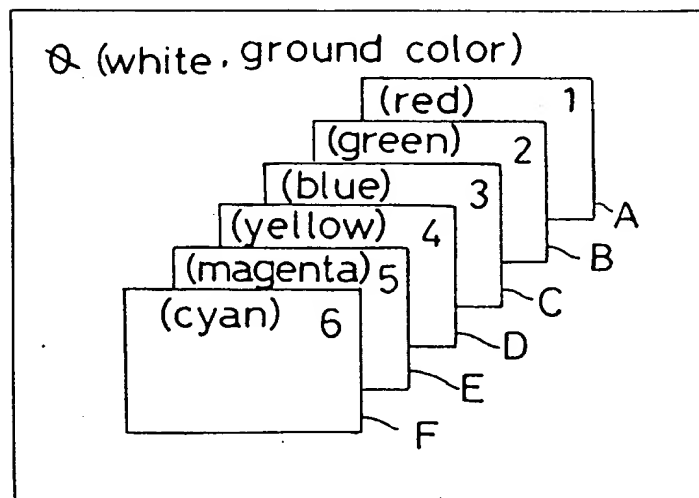 0 (white, ground color)
(red) 1
(green) 2
(blue) 3
(yellow) 4
(magenta) 5
(cyan) 6
A
B
C
D
E
F